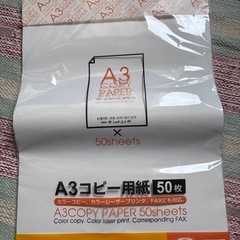 A3
COPY
PAPER
×
50sheets
A3コピー用紙 50枚
カラーコピー、カラーレーザープリンタ、FAXにも対応。
A3COPY PAPER 50sheets
Color copy. Color laser print. Corresponding FAX.